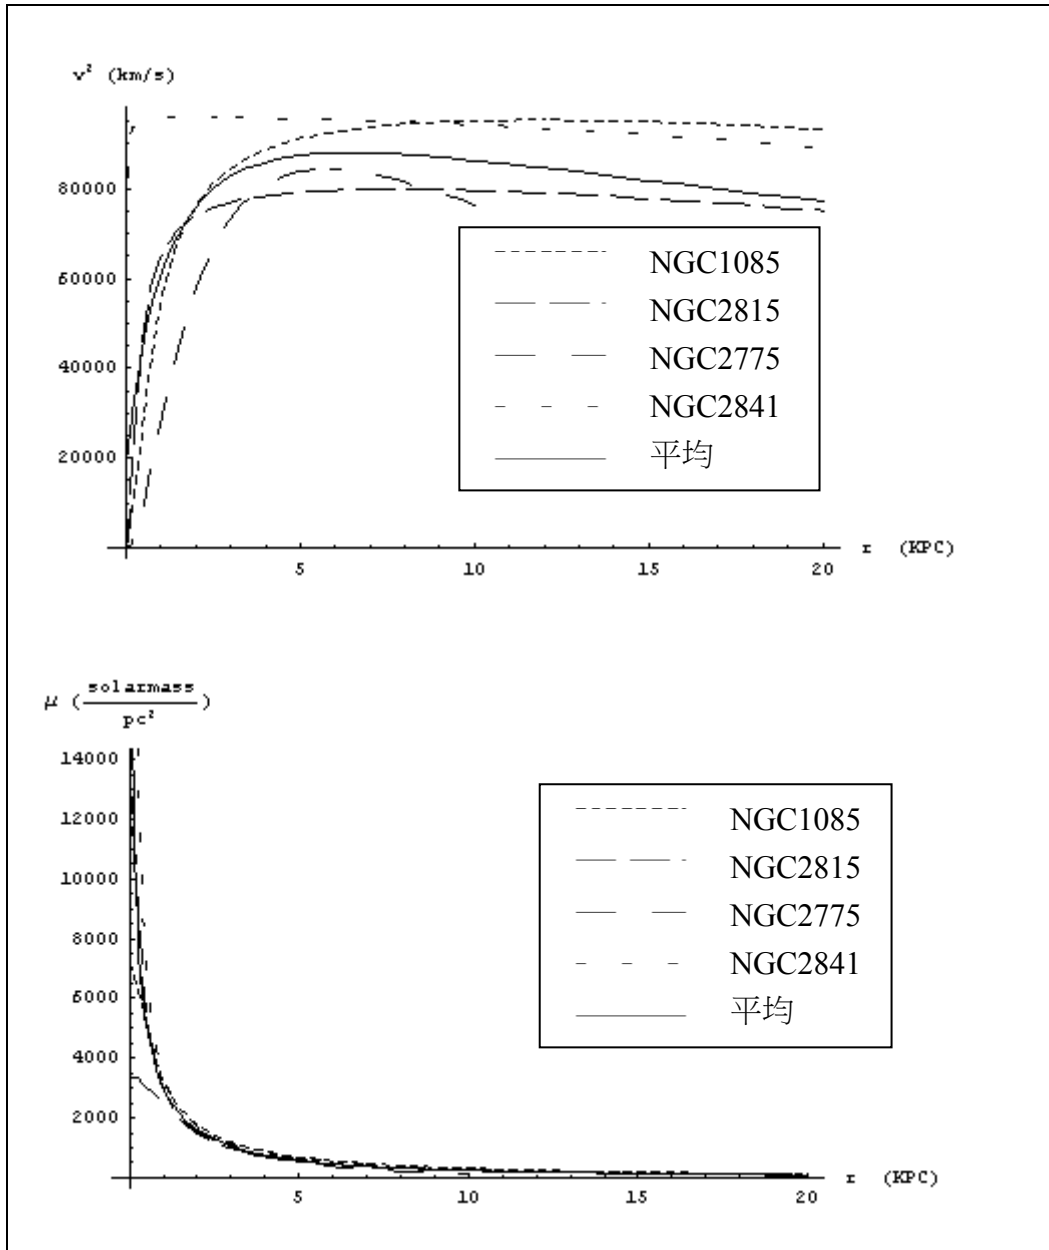 v² (km/s)
80000
60000
40000
20000
5
10
15
20
r (KPC)
NGC1085
NGC2815
NGC2775
NGC2841
平均
μ (solarmass/pc²)
14000
12000
10000
8000
6000
4000
2000
5
10
15
20
r (KPC)
NGC1085
NGC2815
NGC2775
NGC2841
平均